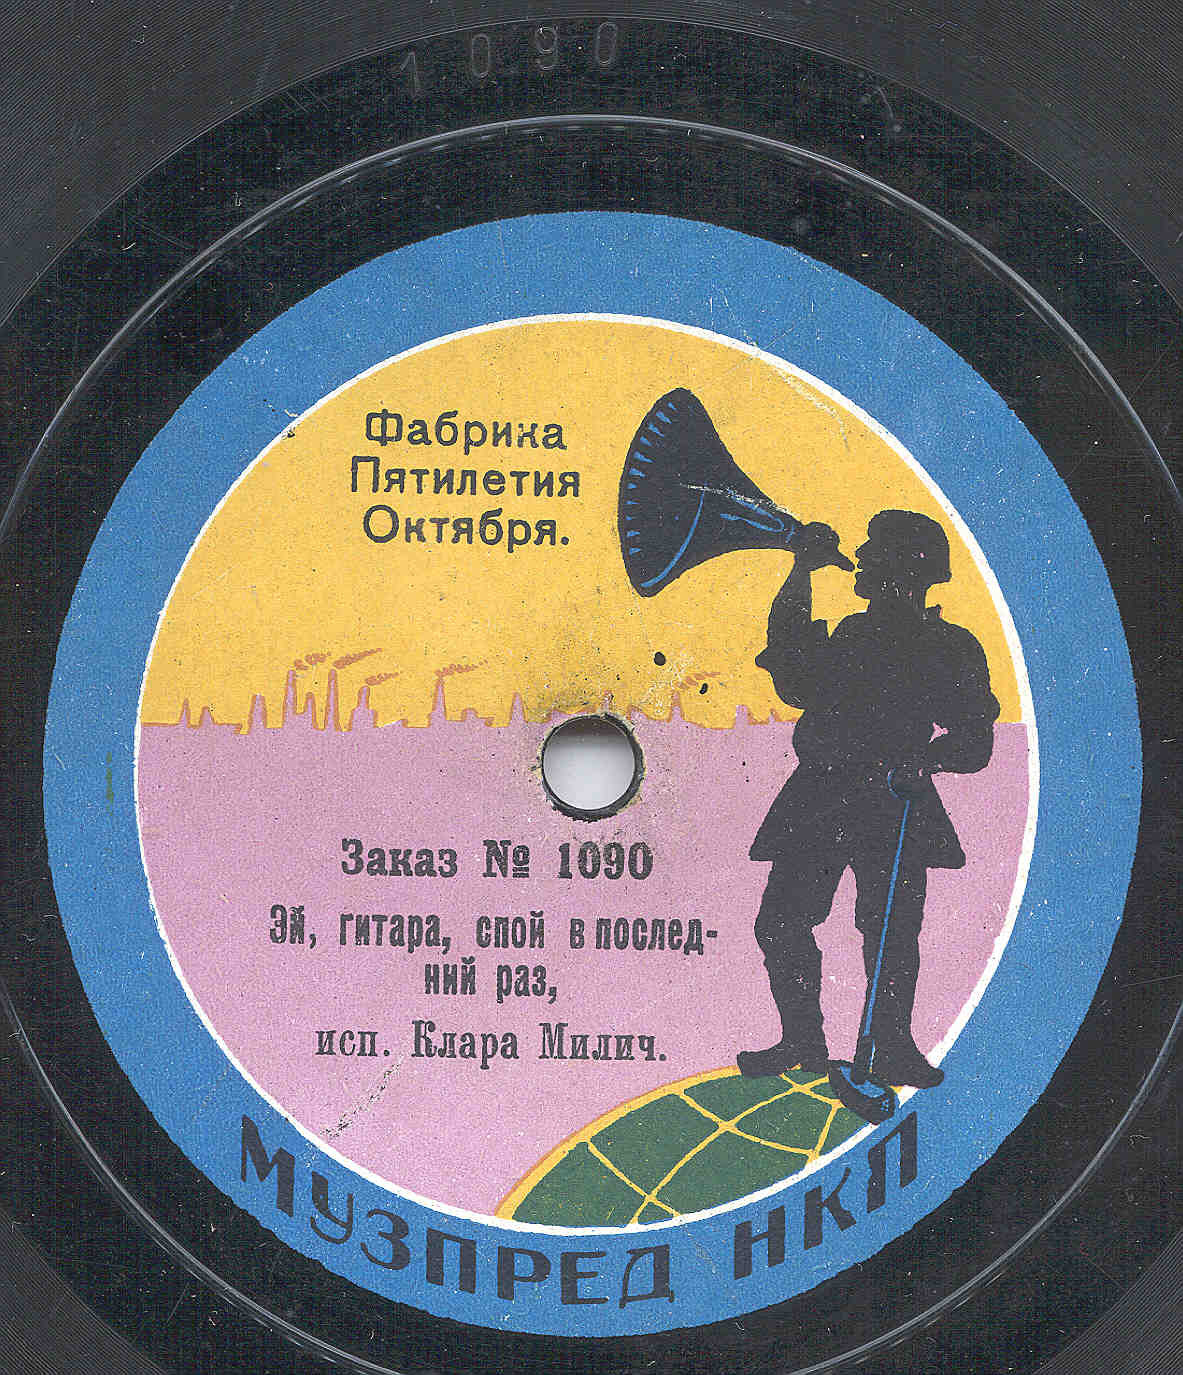 1090
Фабрика
Пятилетия
Октября.
Заказ № 1090
Эй, гитара, спой в послед-
ний раз,
исп. Клара Милич.
МУЗПРЕД НКП